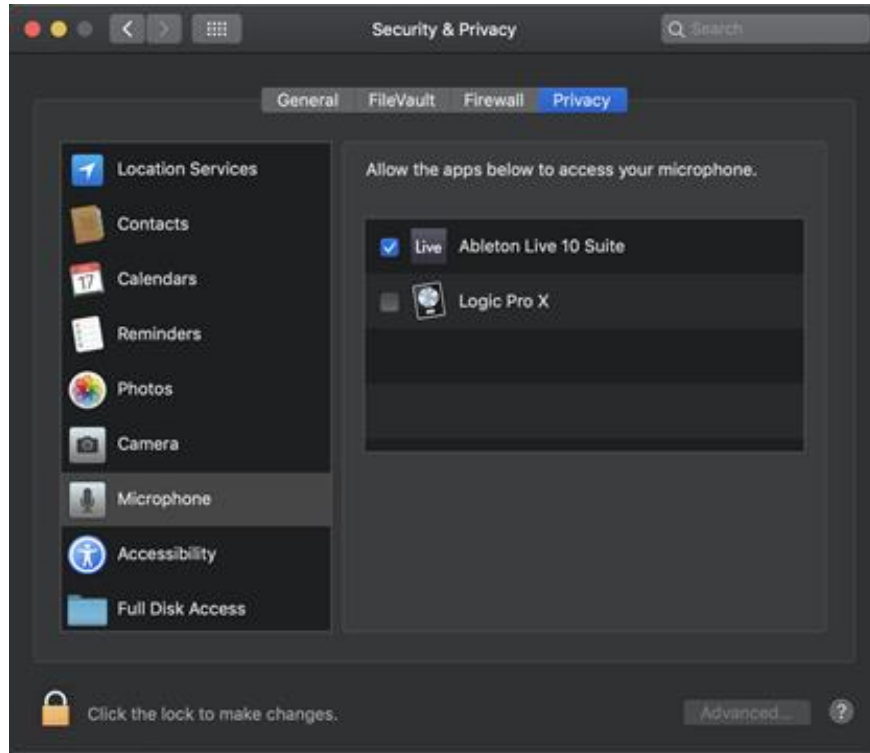 Security & Privacy
Search
General FileVault Firewall Privacy
Location Services
Contacts
17
Calendars
Reminders
Photos
Camera
Microphone
Accessibility
Full Disk Access
Allow the apps below to access your microphone.
Live Ableton Live 10 Suite
Logic Pro X
Click the lock to make changes.
Advanced...
?